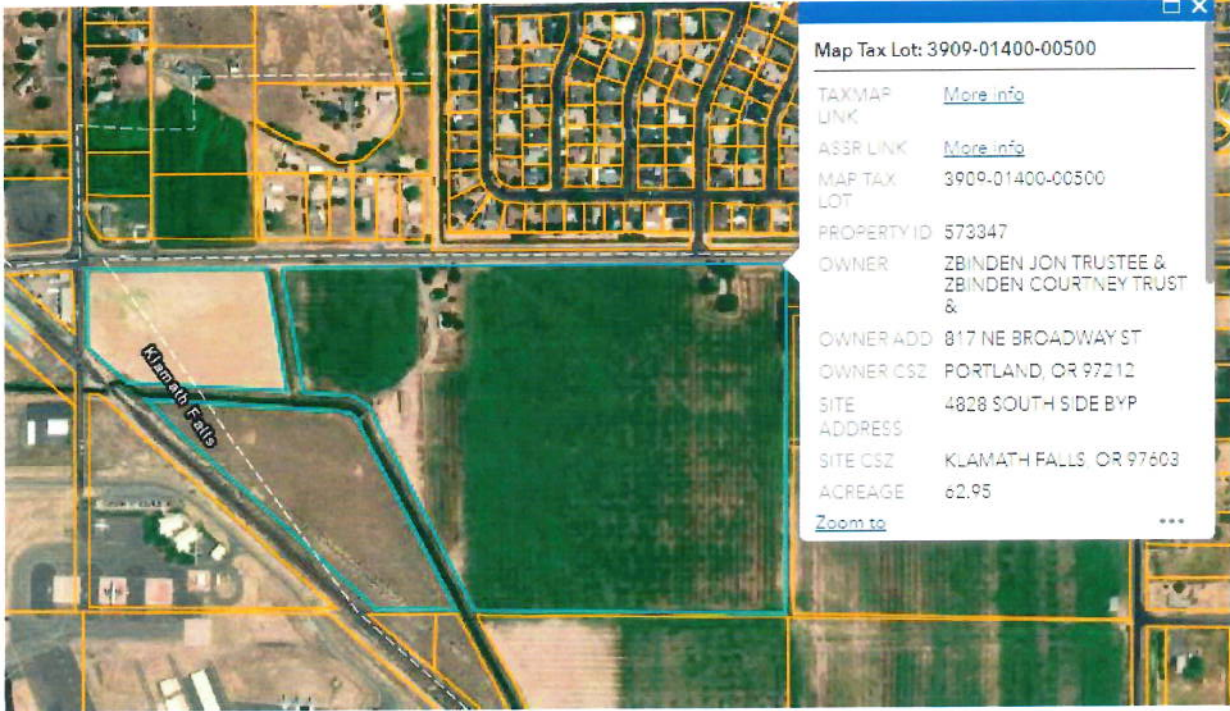 Map Tax Lot: 3909-01400-00500
TAXMAP
LINK
More info
ASSR LINK
More info
MAP TAX
LOT
3909-01400-00500
PROPERTY ID
573347
OWNER
ZBINDEN JON TRUSTEE &
ZBINDEN COURTNEY TRUST
&
OWNER ADD
817 NE BROADWAY ST
OWNER CSZ
PORTLAND, OR 97212
SITE
ADDRESS
4828 SOUTH SIDE BYP
SITE CSZ
KLAMATH FALLS, OR 97603
ACREAGE
62.95
Zoom to
Klamath Falls